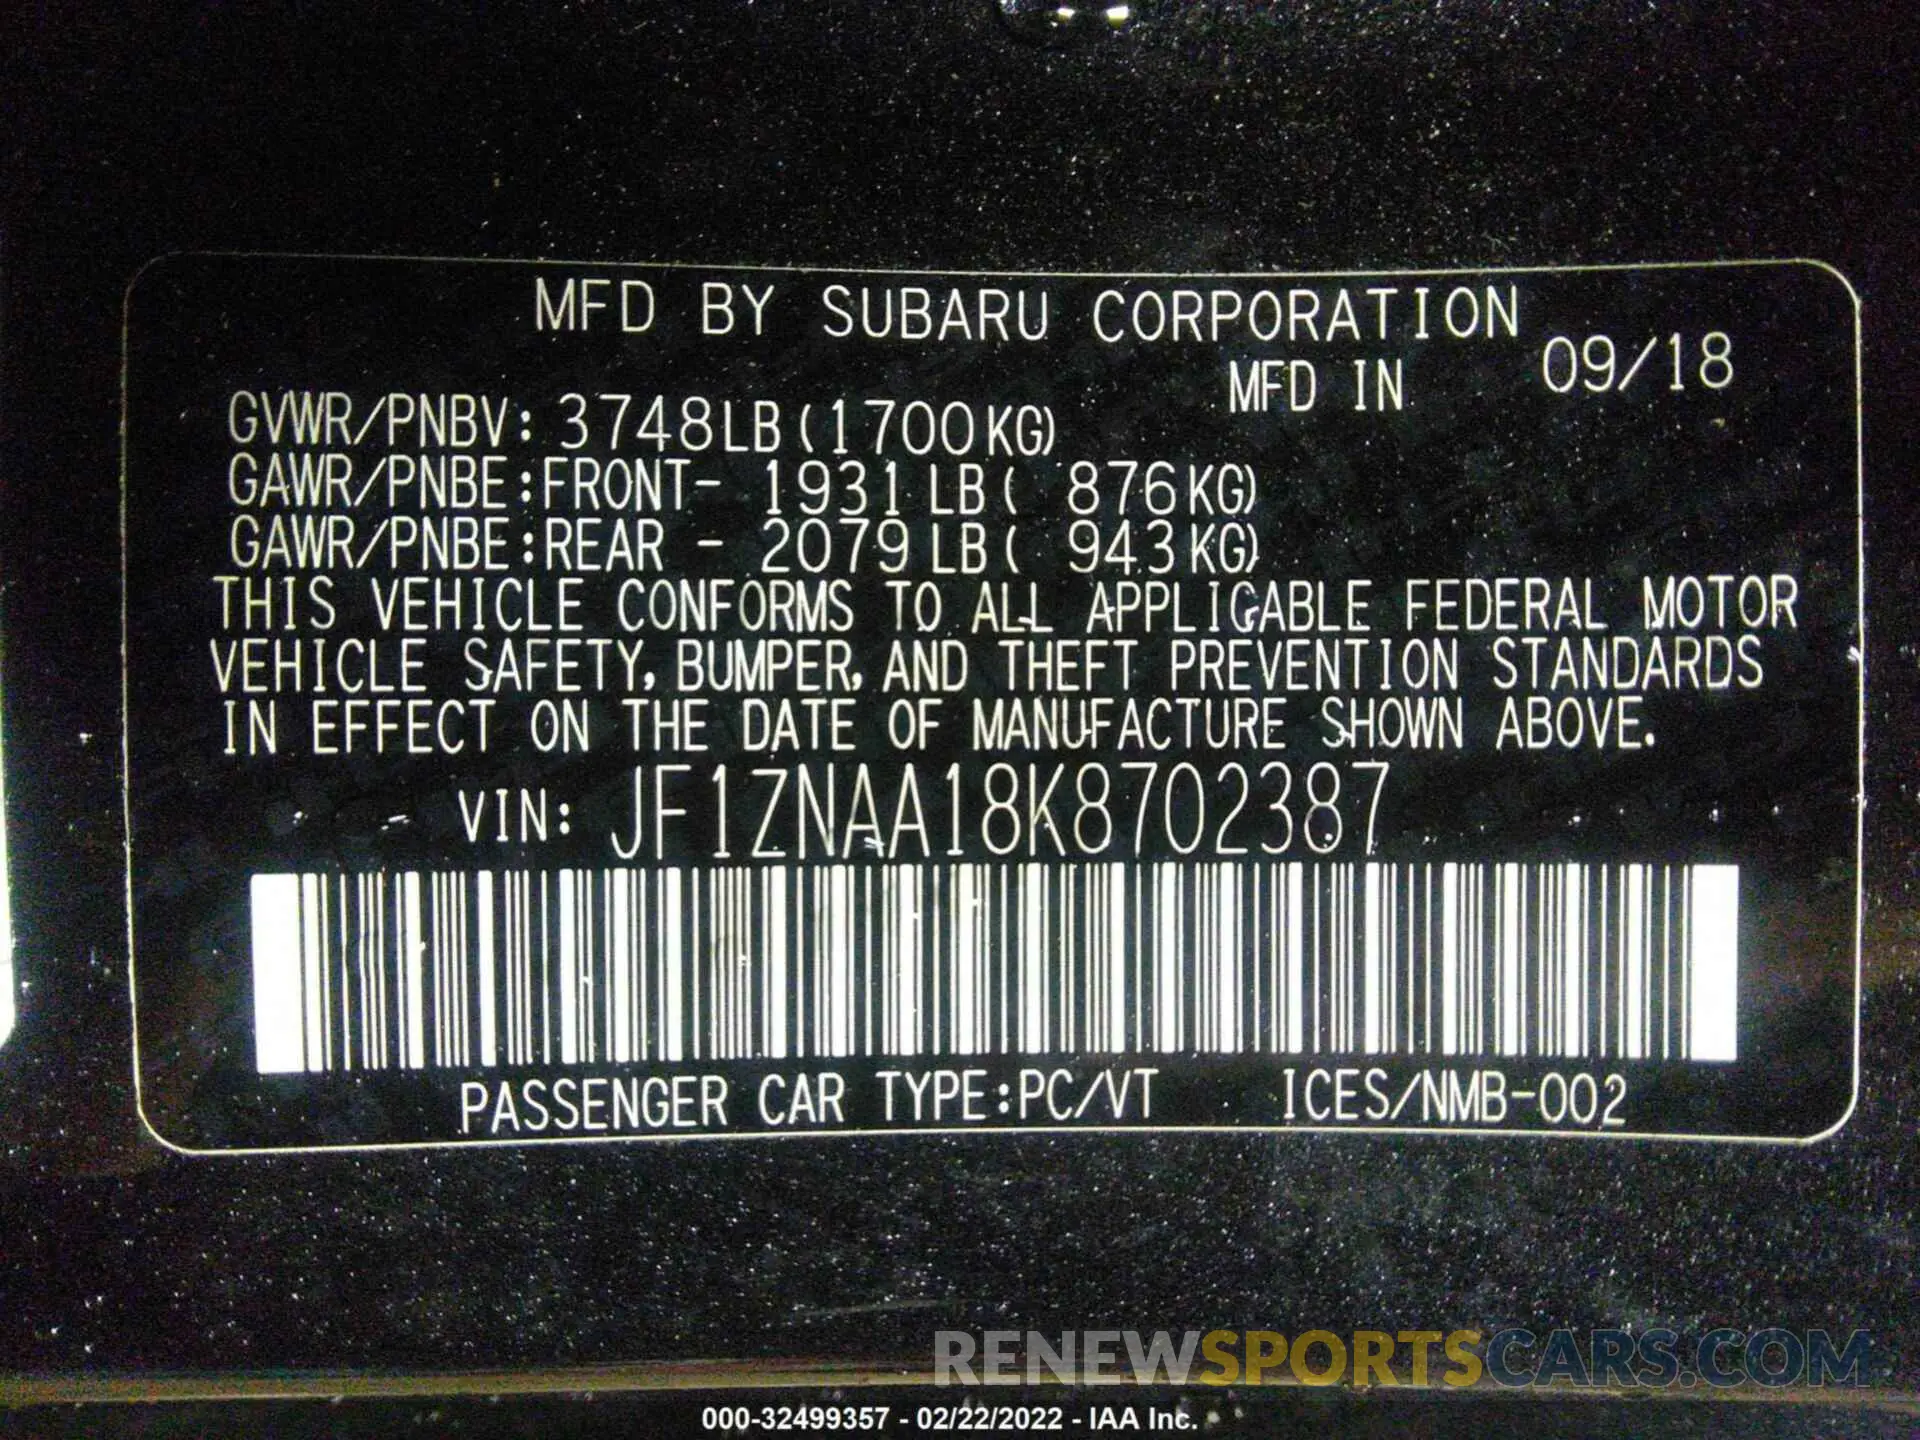 MFD BY SUBARU CORPORATION
MFD IN 09/18
GVWR/PNBV: 3748LB (1700KG)
GAWR/PNBE:FRONT- 1931 LB ( 876KG)
GAWR/PNBE:REAR - 2079LB ( 943KG)
THIS VEHICLE CONFORMS TO ALL APPLICABLE FEDERAL MOTOR
VEHICLE SAFETY, BUMPER, AND THEFT PREVENTION STANDARDS
IN EFFECT ON THE DATE OF MANUFACTURE SHOWN ABOVE.
VIN: JF1ZNAA18K8702387
PASSENGER CAR TYPE:PC/VT ICES/NMB-002
RENEWSPORTSCARS.COM
000-32499357 - 02/22/2022 - IAA Inc.